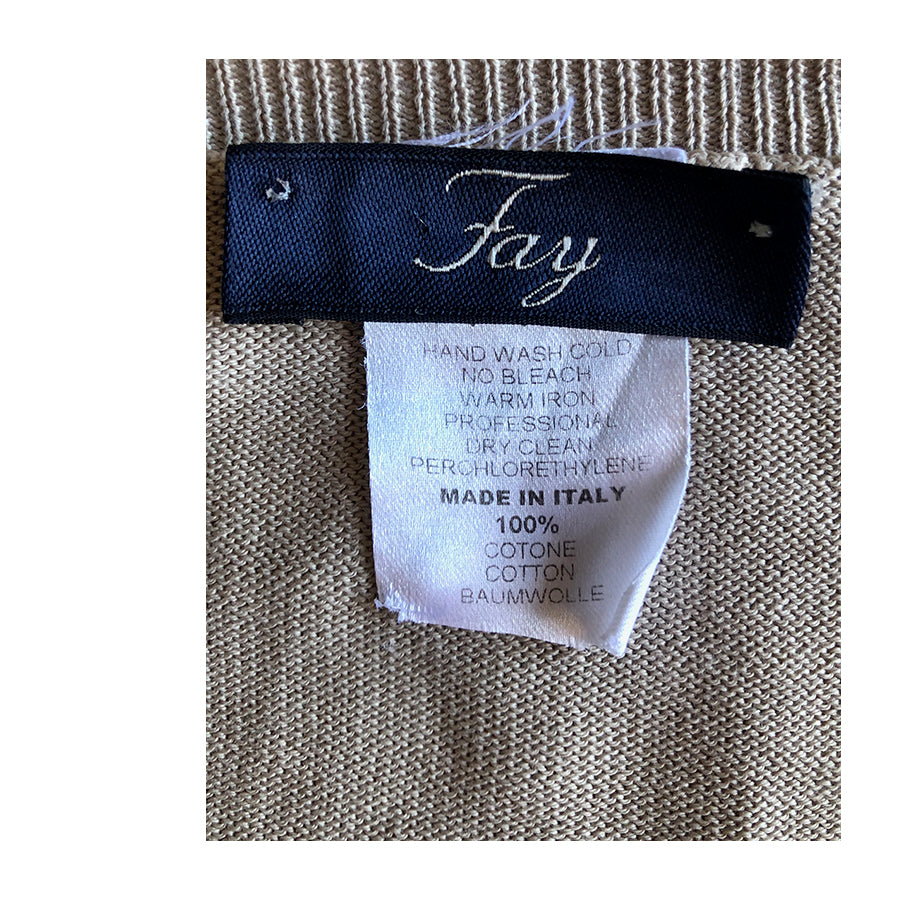 Fay
HAND WASH COLD
NO BLEACH
WARM IRON
PROFESSIONAL
DRY CLEAN
PERCHLORETHYLENE
MADE IN ITALY
100%
COTONE
COTTON
BAUMWOLLE